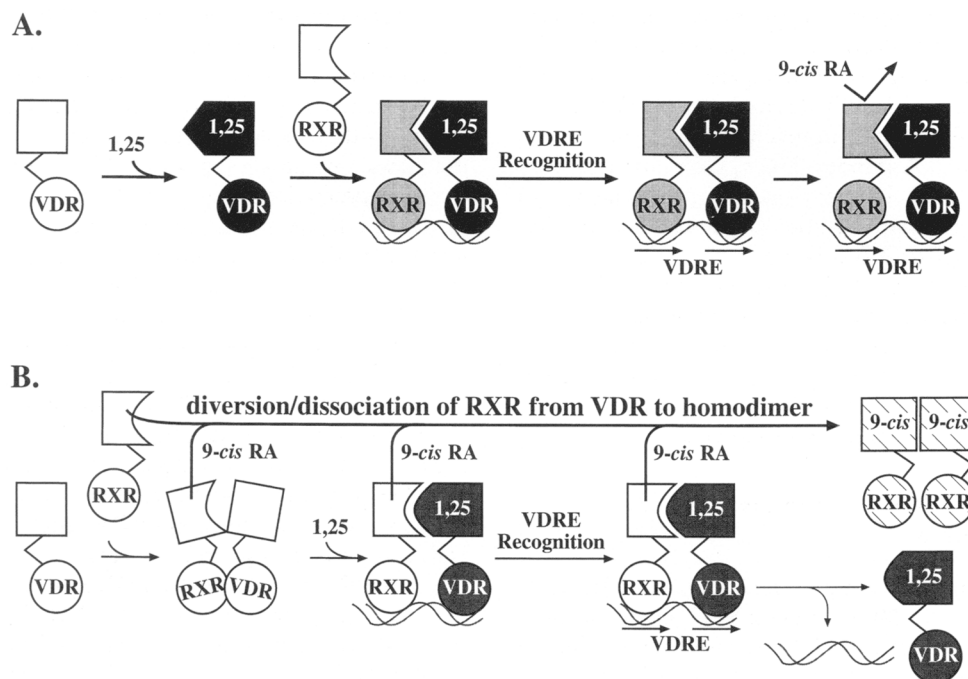 A.
VDR
1,25
1,25
VDR
RXR
1,25
RXR
VDR
VDRE
Recognition
1,25
RXR
VDR
VDRE
9-cis RA
1,25
RXR
VDR
VDRE
B.
diversion/dissociation of RXR from VDR to homodimer
VDR
RXR
9-cis RA
RXR
VDR
1,25
9-cis RA
1,25
RXR
VDR
VDRE
Recognition
9-cis RA
1,25
RXR
VDR
VDRE
9-cis
9-cis
RXR
RXR
1,25
VDR